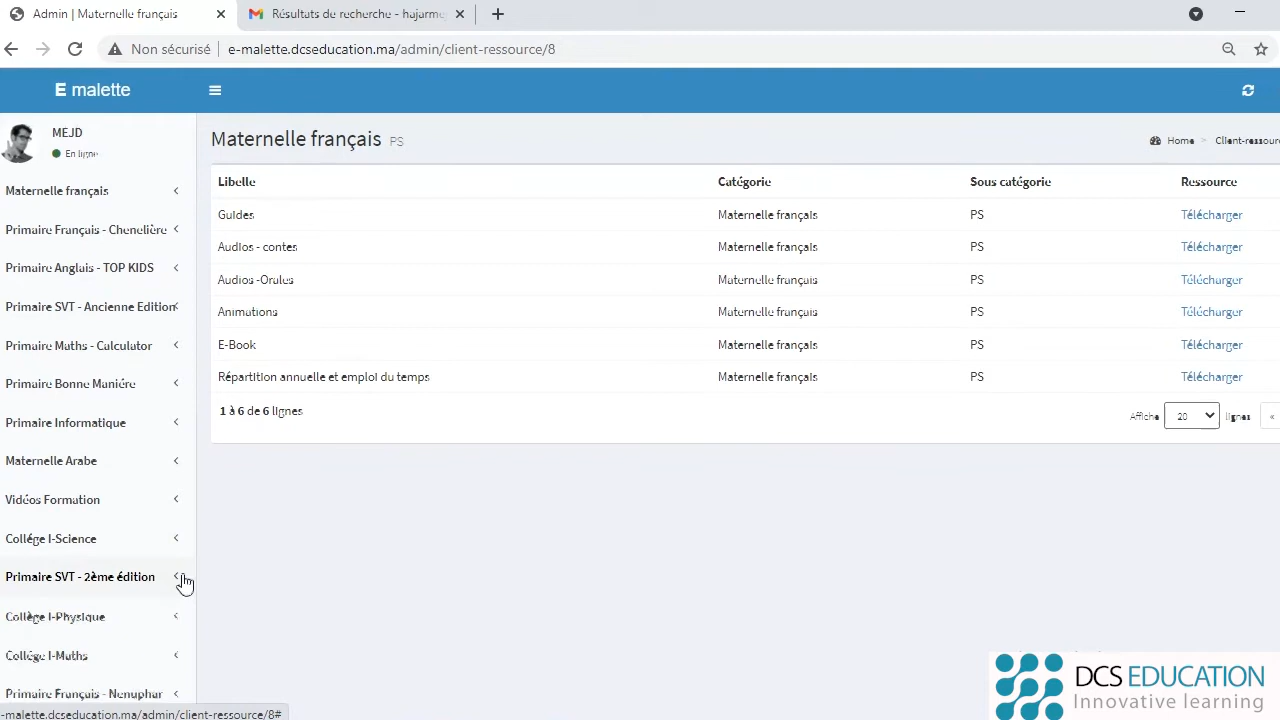 Admin | Maternelle français
Résultats de recherche - hajarme
Non sécurisé
e-malette.dcseducation.ma/admin/client-ressource/8
E malette
MEJD
En ligne
Maternelle français
Primaire Français - Chenelière
Primaire Anglais - TOP KIDS
Primaire SVT - Ancienne Edition
Primaire Maths - Calculator
Primaire Bonne Maniére
Primaire Informatique
Maternelle Arabe
Vidéos Formation
Collége I-Science
Primaire SVT - 2ème édition
Collège I-Physique
Collége I-Maths
Primaire Français - Nenuphar
Maternelle français PS
Home > Client-ressour
Libelle Catégorie Sous catégorie Ressource
Guides Maternelle français PS Télécharger
Audios - contes Maternelle français PS Télécharger
Audios -Orales Maternelle français PS Télécharger
Animations Maternelle français PS Télécharger
E-Book Maternelle français PS Télécharger
Répartition annuelle et emploi du temps Maternelle français PS Télécharger
1 à 6 de 6 lignes
Affiche 20 lignes «
-malette.dcseducation.ma/admin/client-ressource/8#
DCS EDUCATION
Innovative learning